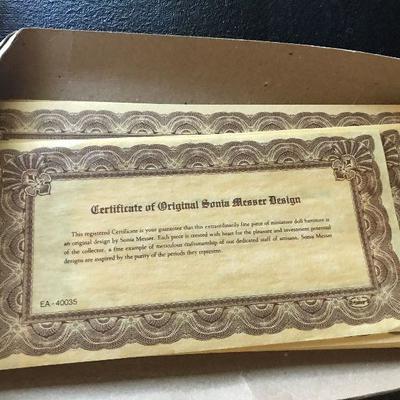 Certificate of Original Sonia Messer Design
This registered Certificate is your guarantee that this extraordinarily fine piece of miniature doll furniture is
an original design by Sonia Messer. Each piece is created with heart for the pleasure and investment potential
of the collector, a fine example of meticulous craftsmanship of our dedicated staff of artisans. Sonia Messer
designs are inspired by the purity of the periods they represent.
EA - 40035